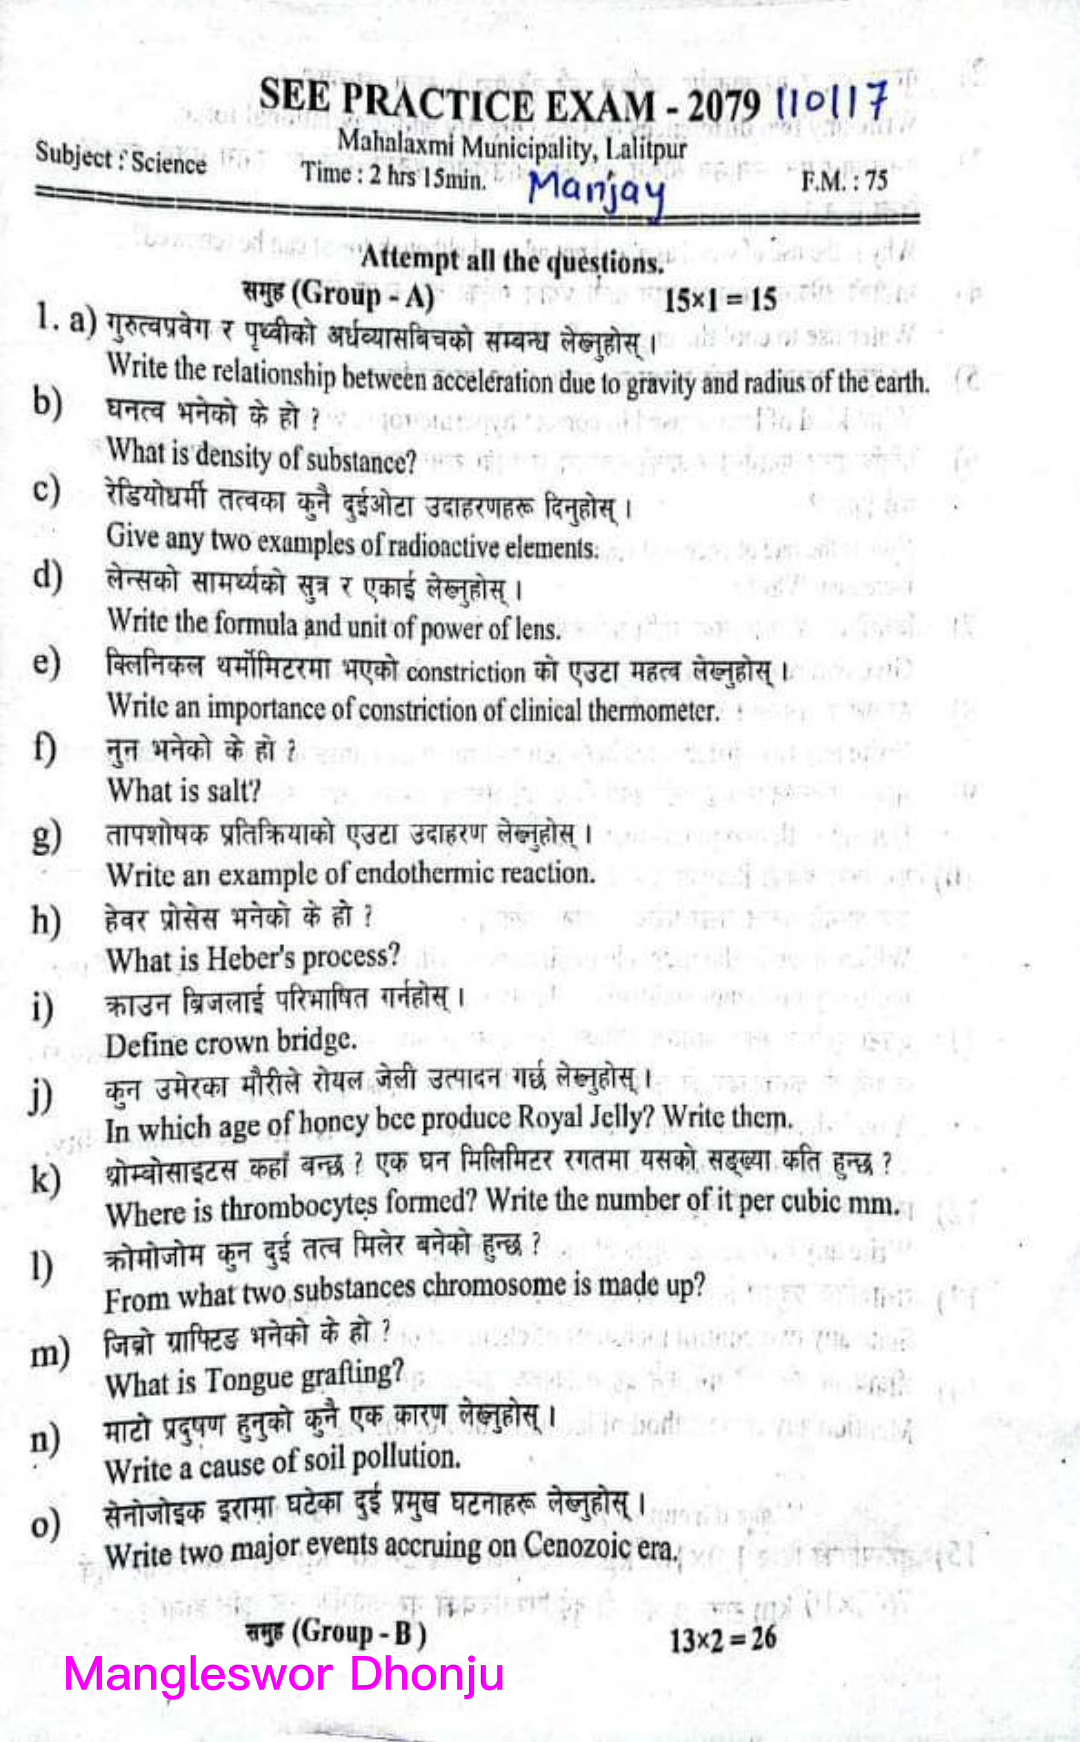 SEE PRACTICE EXAM - 2079 110117
Mahalaxmi Municipality, Lalitpur
Subject : Science Time : 2 hrs 15min. Manjay F.M. : 75
Attempt all the questions.
समुह (Group - A) 15×1 = 15
1. a) गुरुत्वप्रवेग र पृथ्वीको अर्धव्यासबिचको सम्बन्ध लेख्नुहोस् ।
Write the relationship between acceleration due to gravity and radius of the earth.
b) घनत्व भनेको के हो ?
What is density of substance?
c) रेडियोधर्मी तत्वका कुनै दुईओटा उदाहरणहरू दिनुहोस् ।
Give any two examples of radioactive elements.
d) लेन्सको सामर्थ्यको सुत्र र एकाई लेख्नुहोस् ।
Write the formula and unit of power of lens.
e) क्लिनिकल थर्मोमिटरमा भएको constriction को एउटा महत्व लेख्नुहोस् ।
Write an importance of constriction of clinical thermometer.
f) नुन भनेको के हो ?
What is salt?
g) तापशोषक प्रतिक्रियाको एउटा उदाहरण लेख्नुहोस् ।
Write an example of endothermic reaction.
h) हेवर प्रोसेस भनेको के हो ?
What is Heber's process?
i) क्राउन ब्रिजलाई परिभाषित गर्नहोस् ।
Define crown bridge.
j) कुन उमेरका मौरीले रोयल जेली उत्पादन गर्छ लेख्नुहोस् ।
In which age of honey bee produce Royal Jelly? Write them.
k) थ्रोम्बोसाइटस कहाँ बन्छ ? एक घन मिलिमिटर रगतमा यसको सङ्ख्या कति हुन्छ ?
Where is thrombocytes formed? Write the number of it per cubic mm.
l) क्रोमोजोम कुन दुई तत्व मिलेर बनेको हुन्छ ?
From what two substances chromosome is made up?
m) जिब्रो ग्राफ्टिड भनेको के हो ?
What is Tongue grafting?
n) माटो प्रदुषण हुनुको कुनै एक कारण लेख्नुहोस् ।
Write a cause of soil pollution.
o) सेनोजोइक इरामा घटेका दुई प्रमुख घटनाहरू लेख्नुहोस् ।
Write two major events accruing on Cenozoic era.
समुह (Group - B ) 13×2 = 26
Mangleswor Dhonju